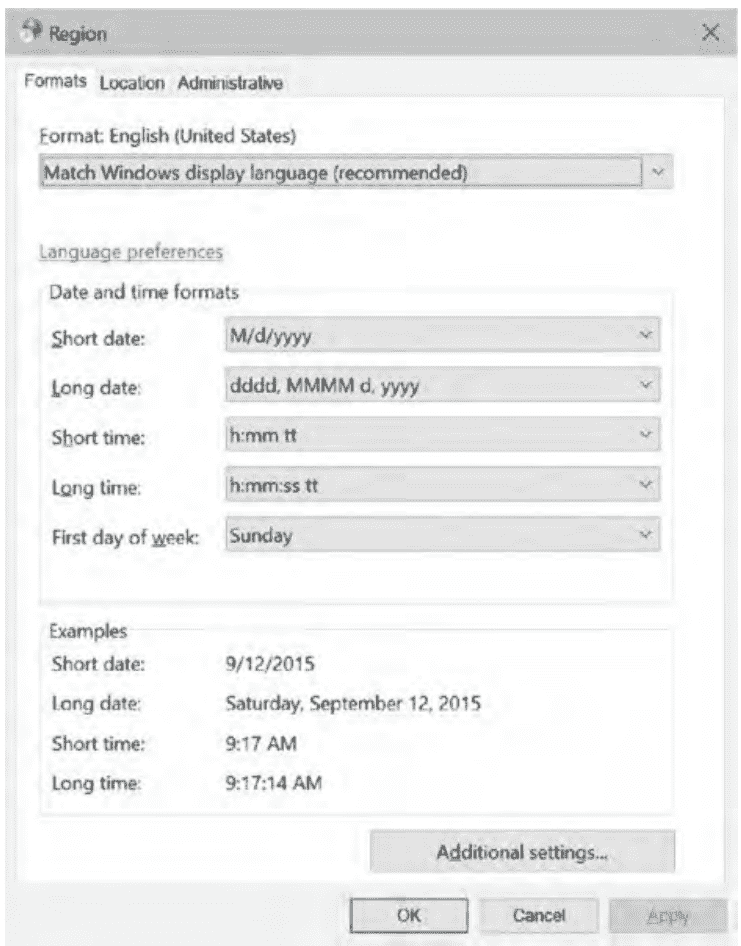 Region
Formats Location Administrative
Format: English (United States)
Match Windows display language (recommended)
Language preferences
Date and time formats
Short date: M/d/yyyy
Long date: dddd, MMMM d, yyyy
Short time: h:mm tt
Long time: h:mm:ss tt
First day of week: Sunday
Examples
Short date: 9/12/2015
Long date: Saturday, September 12, 2015
Short time: 9:17 AM
Long time: 9:17:14 AM
Additional settings...
OK Cancel Apply